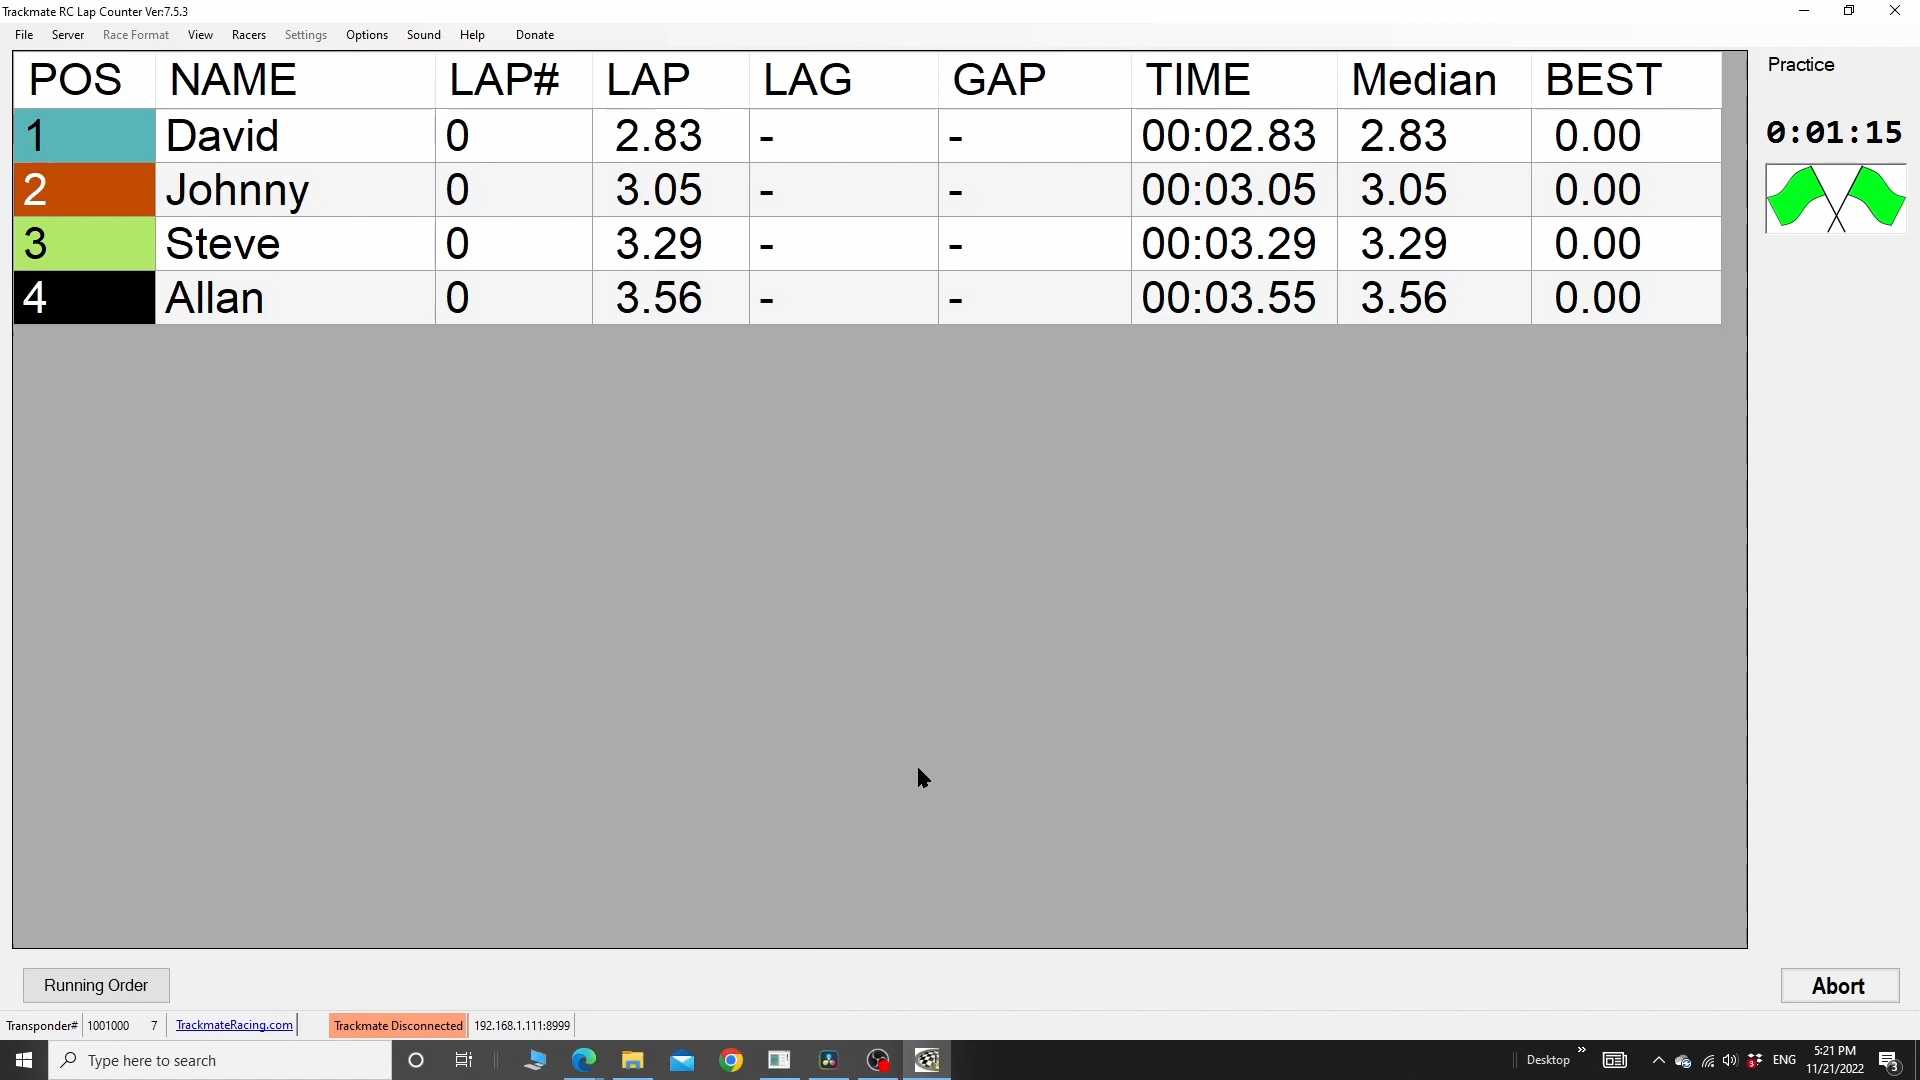 Trackmate RC Lap Counter Ver:7.5.3
File Server Race Format View Racers Settings Options Sound Help Donate
POS NAME LAP# LAP LAG GAP TIME Median BEST
1 David 0 2.83 - - 00:02.83 2.83 0.00
2 Johnny 0 3.05 - - 00:03.05 3.05 0.00
3 Steve 0 3.29 - - 00:03.29 3.29 0.00
4 Allan 0 3.56 - - 00:03.55 3.56 0.00
Practice
0:01:15
Running Order
Abort
Transponder# 1001000 7 TrackmateRacing.com Trackmate Disconnected 192.168.1.111:8999
Type here to search
Desktop
ENG
5:21 PM
11/21/2022
3